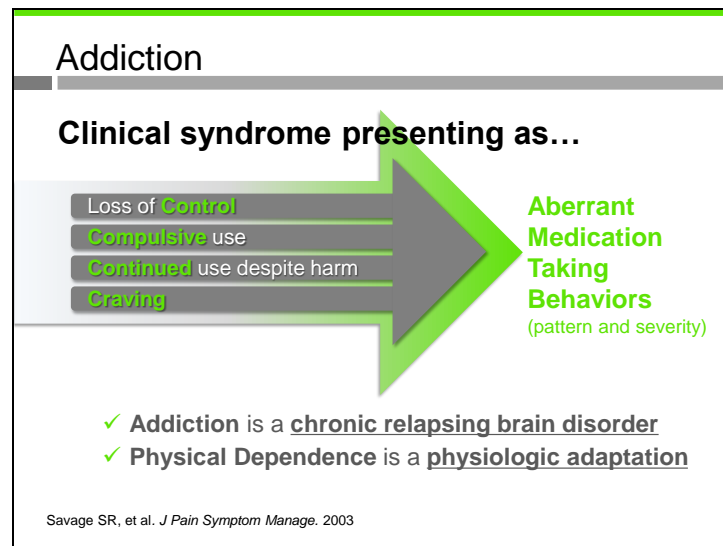 Addiction
Clinical syndrome presenting as…
Loss of Control
Compulsive use
Continued use despite harm
Craving
Aberrant
Medication
Taking
Behaviors
(pattern and severity)
✓ Addiction is a chronic relapsing brain disorder
✓ Physical Dependence is a physiologic adaptation
Savage SR, et al. J Pain Symptom Manage. 2003